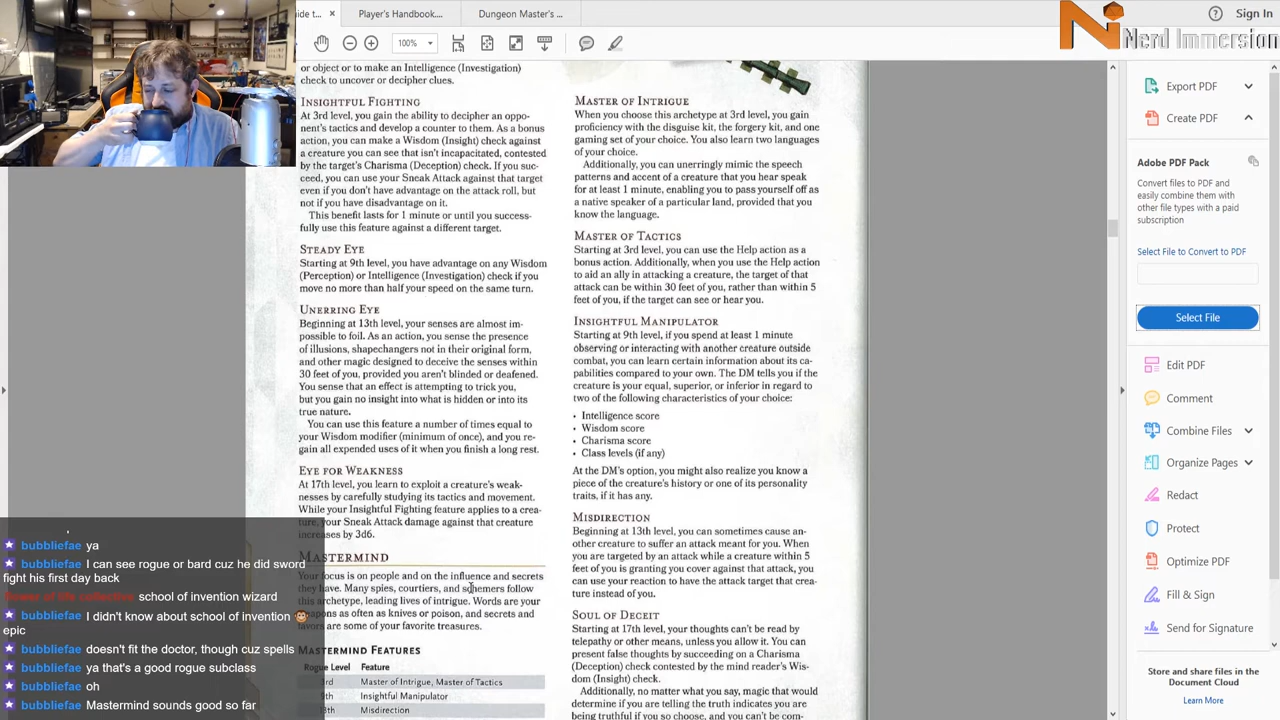 ide t...
Player's Handbook....
Dungeon Master's ...
Sign In
Nerd Immersion
100%
or object or to make an Intelligence (Investigation)
check to uncover or decipher clues.
INSIGHTFUL FIGHTING
At 3rd level, you gain the ability to decipher an oppo-
nent's tactics and develop a counter to them. As a bonus
action, you can make a Wisdom (Insight) check against
a creature you can see that isn't incapacitated, contested
by the target's Charisma (Deception) check. If you suc-
ceed, you can use your Sneak Attack against that target
even if you don't have advantage on the attack roll, but
not if you have disadvantage on it.
This benefit lasts for 1 minute or until you success-
fully use this feature against a different target.
STEADY EYE
Starting at 9th level, you have advantage on any Wisdom
(Perception) or Intelligence (Investigation) check if you
move no more than half your speed on the same turn.
UNERRING EYE
Beginning at 13th level, your senses are almost im-
possible to foil. As an action, you sense the presence
of illusions, shapechangers not in their original form,
and other magic designed to deceive the senses within
30 feet of you, provided you aren't blinded or deafened.
You sense that an effect is attempting to trick you,
but you gain no insight into what is hidden or into its
true nature.
You can use this feature a number of times equal to
your Wisdom modifier (minimum of once), and you re-
gain all expended uses of it when you finish a long rest.
EYE FOR WEAKNESS
At 17th level, you learn to exploit a creature's weak-
nesses by carefully studying its tactics and movement.
While your Insightful Fighting feature applies to a crea-
ture, your Sneak Attack damage against that creature
increases by 3d6.
MASTERMIND
Your focus is on people and on the influence and secrets
they have. Many spies, courtiers, and schemers follow
this archetype, leading lives of intrigue. Words are your
weapons as often as knives or poison, and secrets and
favors are some of your favorite treasures.
MASTERMIND FEATURES
Rogue Level Feature
3rd Master of Intrigue, Master of Tactics
9th Insightful Manipulator
13th Misdirection
MASTER OF INTRIGUE
When you choose this archetype at 3rd level, you gain
proficiency with the disguise kit, the forgery kit, and one
gaming set of your choice. You also learn two languages
of your choice.
Additionally, you can unerringly mimic the speech
patterns and accent of a creature that you hear speak
for at least 1 minute, enabling you to pass yourself off as
a native speaker of a particular land, provided that you
know the language.
MASTER OF TACTICS
Starting at 3rd level, you can use the Help action as a
bonus action. Additionally, when you use the Help action
to aid an ally in attacking a creature, the target of that
attack can be within 30 feet of you, rather than within 5
feet of you, if the target can see or hear you.
INSIGHTFUL MANIPULATOR
Starting at 9th level, if you spend at least 1 minute
observing or interacting with another creature outside
combat, you can learn certain information about its ca-
pabilities compared to your own. The DM tells you if the
creature is your equal, superior, or inferior in regard to
two of the following characteristics of your choice:
• Intelligence score
• Wisdom score
• Charisma score
• Class levels (if any)
At the DM's option, you might also realize you know a
piece of the creature's history or one of its personality
traits, if it has any.
MISDIRECTION
Beginning at 13th level, you can sometimes cause an-
other creature to suffer an attack meant for you. When
you are targeted by an attack while a creature within 5
feet of you is granting you cover against that attack, you
can use your reaction to have the attack target that crea-
ture instead of you.
SOUL OF DECEIT
Starting at 17th level, your thoughts can't be read by
telepathy or other means, unless you allow it. You can
present false thoughts by succeeding on a Charisma
(Deception) check contested by the mind reader's Wis-
dom (Insight) check.
Additionally, no matter what you say, magic that would
determine if you are telling the truth indicates you are
being truthful if you so choose, and you can't be com-
Export PDF
Create PDF
Adobe PDF Pack
Convert files to PDF and
easily combine them with
other file types with a paid
subscription
Select File to Convert to PDF
Select File
Edit PDF
Comment
Combine Files
Organize Pages
Redact
Protect
Optimize PDF
Fill & Sign
Send for Signature
Store and share files in the
Document Cloud
Learn More
bubbliefae ya
bubbliefae I can see rogue or bard cuz he did sword
fight his first day back
school of invention wizard
bubbliefae I didn't know about school of invention
epic
bubbliefae doesn't fit the doctor, though cuz spells
bubbliefae ya that's a good rogue subclass
bubbliefae oh
bubbliefae Mastermind sounds good so far